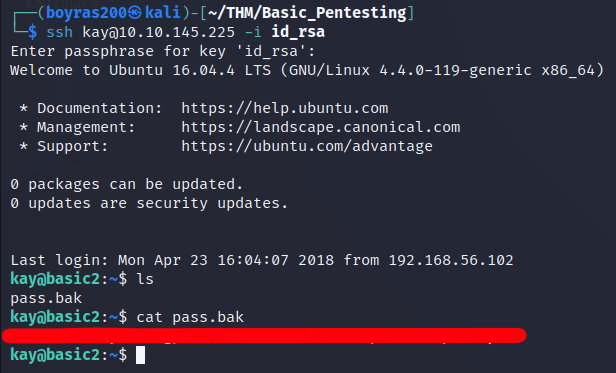 ┌──(boyras200㉿kali)-[~/THM/Basic_Pentesting]
└─$ ssh kay@10.10.145.225 -i id_rsa
Enter passphrase for key 'id_rsa':
Welcome to Ubuntu 16.04.4 LTS (GNU/Linux 4.4.0-119-generic x86_64)
* Documentation:  https://help.ubuntu.com
* Management:     https://landscape.canonical.com
* Support:        https://ubuntu.com/advantage
0 packages can be updated.
0 updates are security updates.
Last login: Mon Apr 23 16:04:07 2018 from 192.168.56.102
kay@basic2:~$ ls
pass.bak
kay@basic2:~$ cat pass.bak
kay@basic2:~$